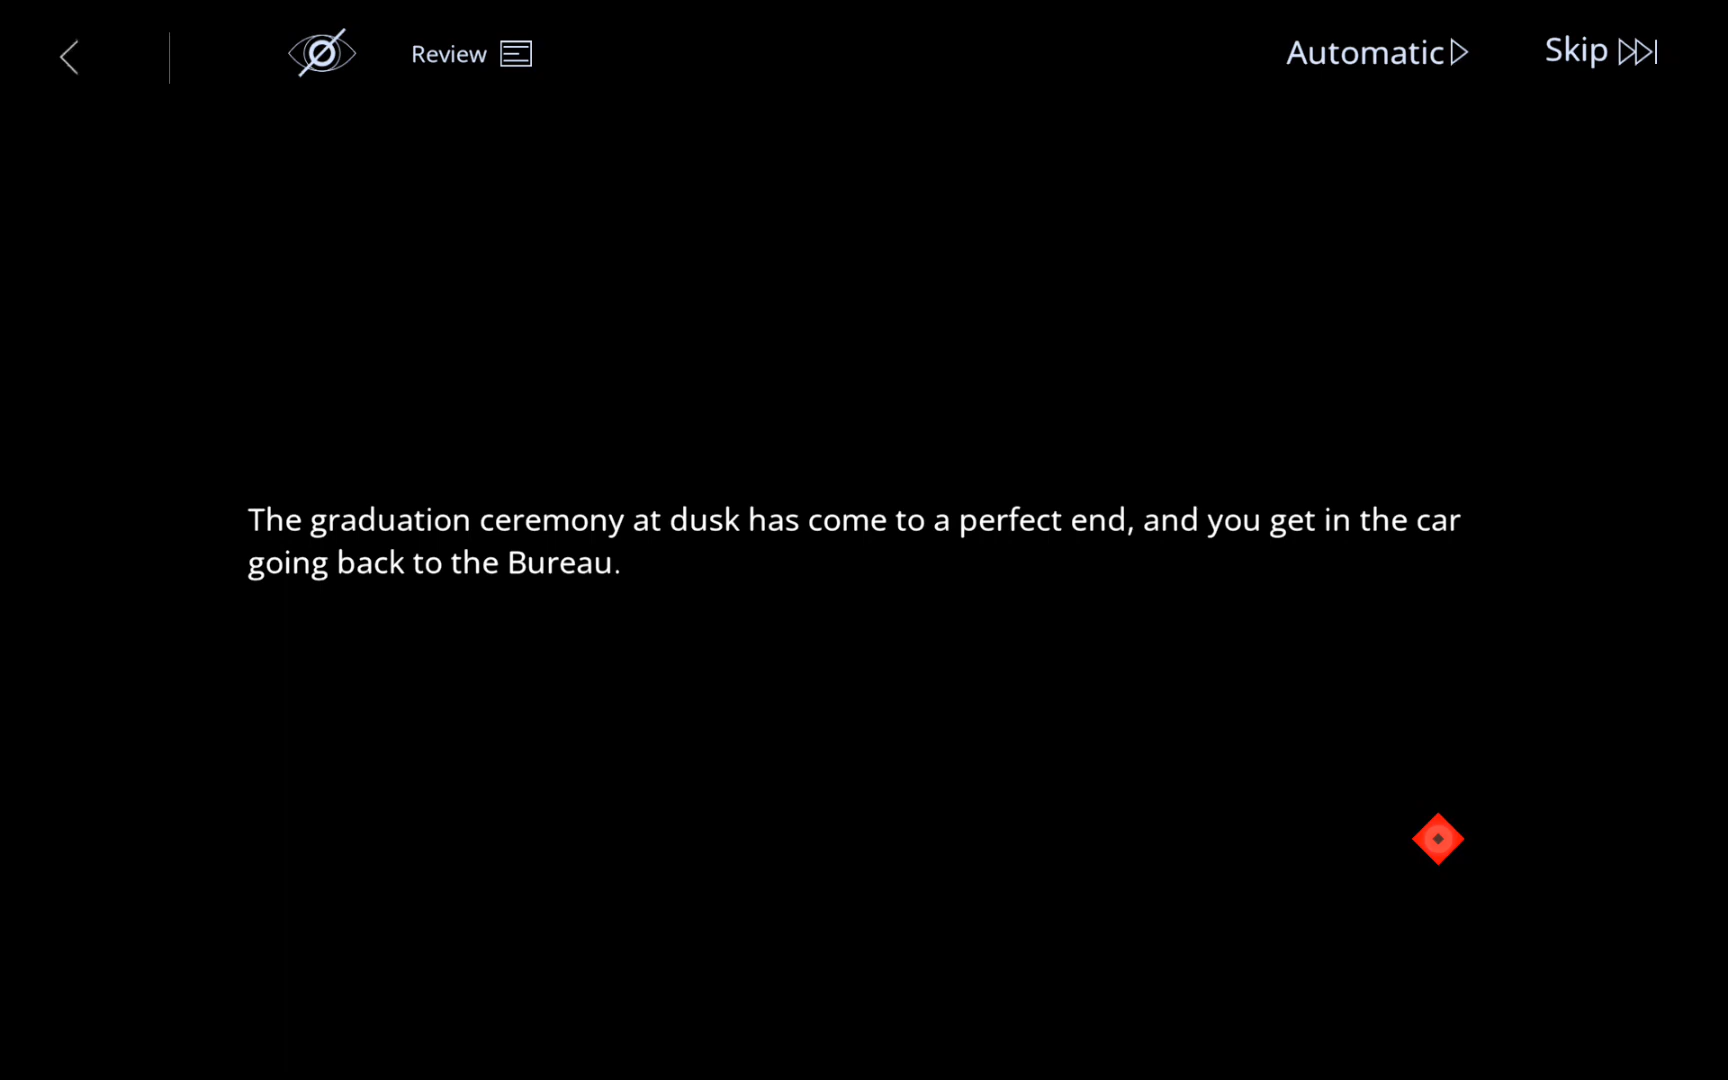 Review
Automatic
Skip
The graduation ceremony at dusk has come to a perfect end, and you get in the car
going back to the Bureau.